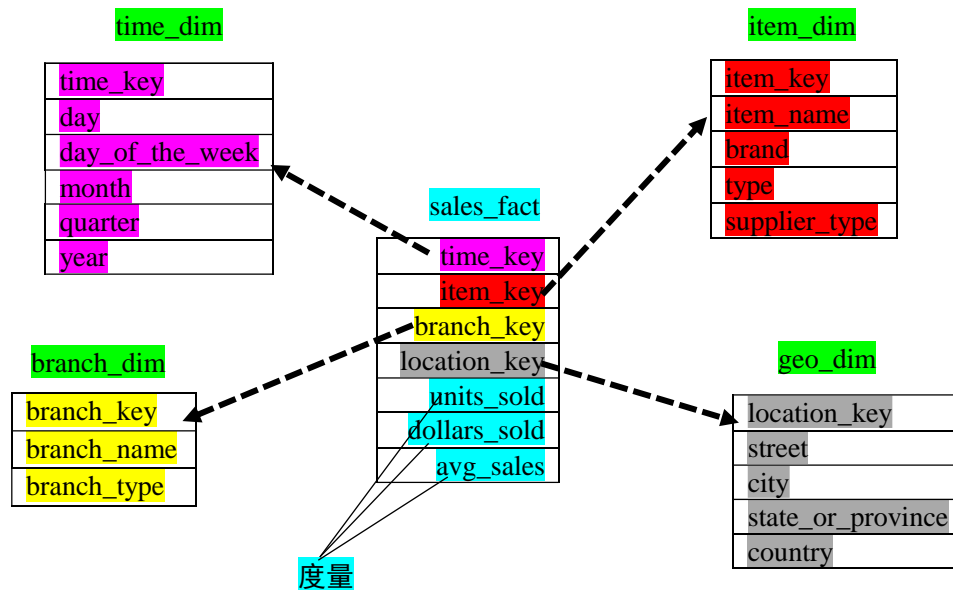 time_dim
time_key
day
day_of_the_week
month
quarter
year
item_dim
item_key
item_name
brand
type
supplier_type
sales_fact
time_key
item_key
branch_key
location_key
units_sold
dollars_sold
avg_sales
branch_dim
branch_key
branch_name
branch_type
geo_dim
location_key
street
city
state_or_province
country
度量